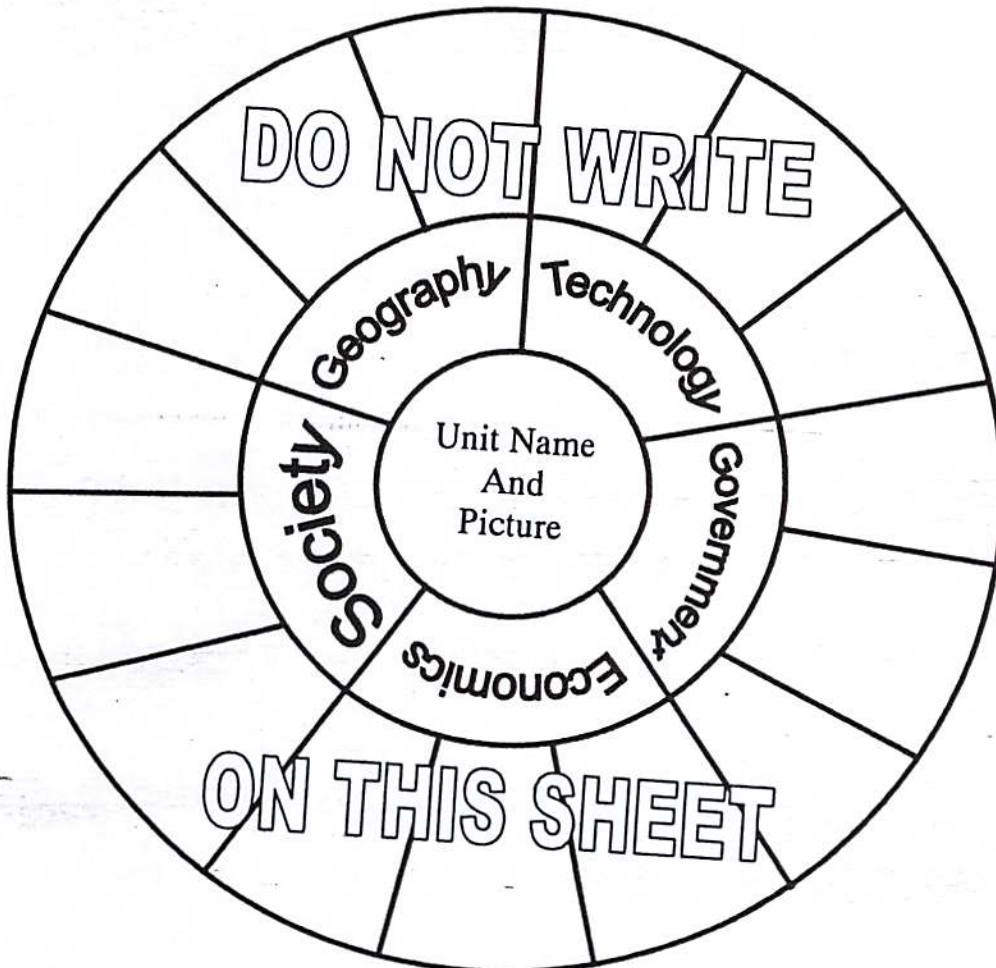 DO NOT WRITE
Geography
Technology
Government
Economics
Society
Unit Name
And
Picture
ON THIS SHEET